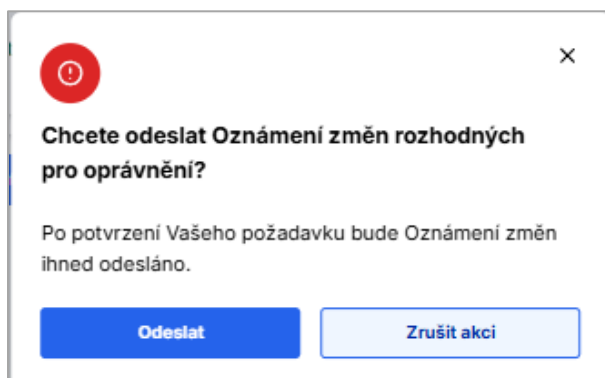 Chcete odeslat Oznámení změn rozhodných
pro oprávnění?
Po potvrzení Vašeho požadavku bude Oznámení změn
ihned odesláno.
Odeslat
Zrušit akci